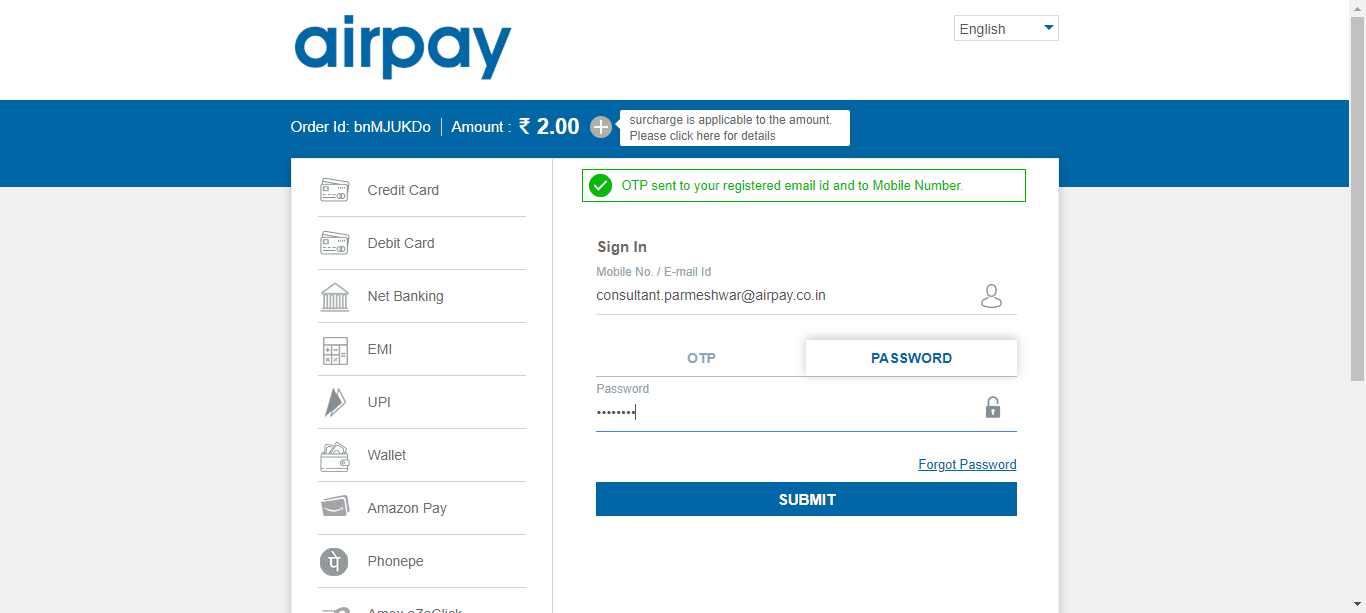 airpay
English
Order Id: bnMJUKDo
Amount : ₹ 2.00
surcharge is applicable to the amount.
Please click here for details
Credit Card
Debit Card
Net Banking
EMI
UPI
Wallet
Amazon Pay
पे
Phonepe
Amex eZeClick
OTP sent to your registered email id and to Mobile Number.
Sign In
Mobile No. / E-mail Id
consultant.parmeshwar@airpay.co.in
OTP
PASSWORD
Password
••••••••
Forgot Password
SUBMIT